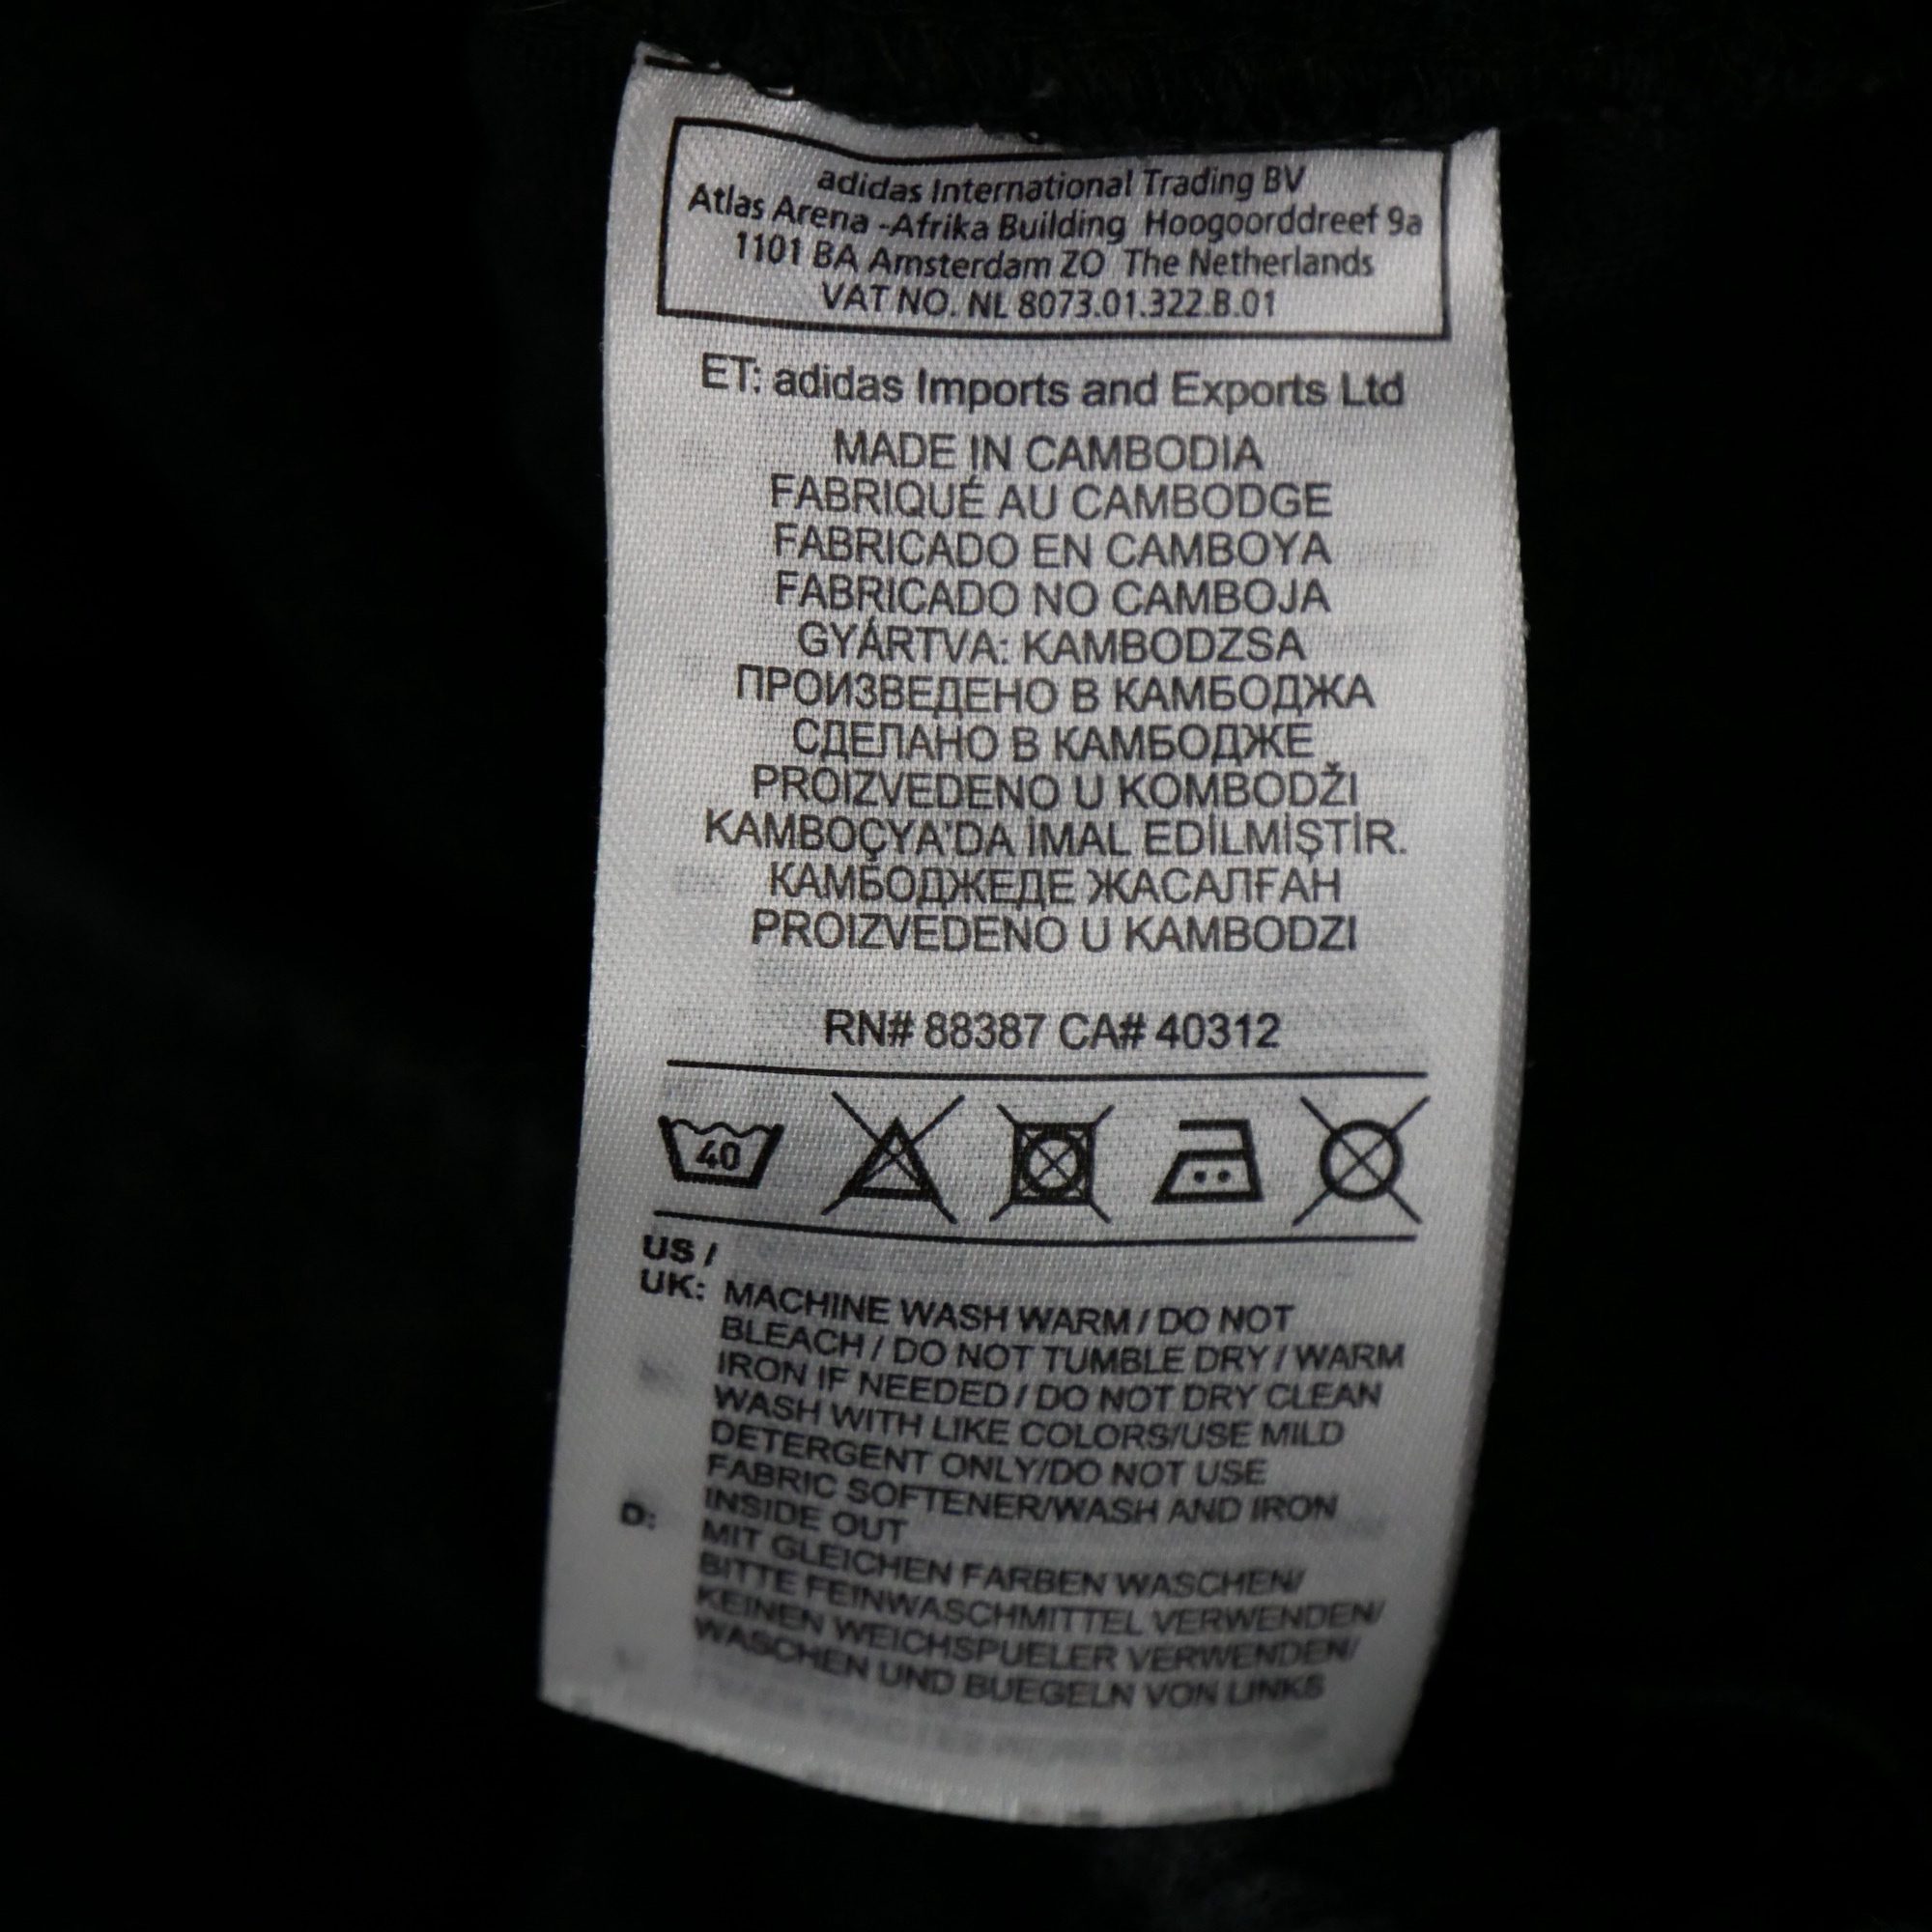 adidas International Trading BV
Atlas Arena -Afrika Building Hoogoorddreef 9a
1101 BA Amsterdam ZO The Netherlands
VAT NO. NL 8073.01.322.B.01
ET: adidas Imports and Exports Ltd
MADE IN CAMBODIA
FABRIQUÉ AU CAMBODGE
FABRICADO EN CAMBOYA
FABRICADO NO CAMBOJA
GYÁRTVA: KAMBODZSA
ПРОИЗВЕДЕНО В КАМБОДЖА
СДЕЛАНО В КАМБОДЖЕ
PROIZVEDENO U KOMBODŽI
KAMBOÇYA'DA İMAL EDİLMİŞTİR.
КАМБОДЖЕДЕ ЖАСАЛҒАН
PROIZVEDENO U KAMBODZI
RN# 88387 CA# 40312
40
US /
UK: MACHINE WASH WARM / DO NOT
BLEACH / DO NOT TUMBLE DRY / WARM
IRON IF NEEDED / DO NOT DRY CLEAN
WASH WITH LIKE COLORS/USE MILD
DETERGENT ONLY/DO NOT USE
FABRIC SOFTENER/WASH AND IRON
INSIDE OUT
D: MIT GLEICHEN FARBEN WASCHEN/
BITTE FEINWASCHMITTEL VERWENDEN/
KEINEN WEICHSPUELER VERWENDEN/
WASCHEN UND BUEGELN VON LINKS